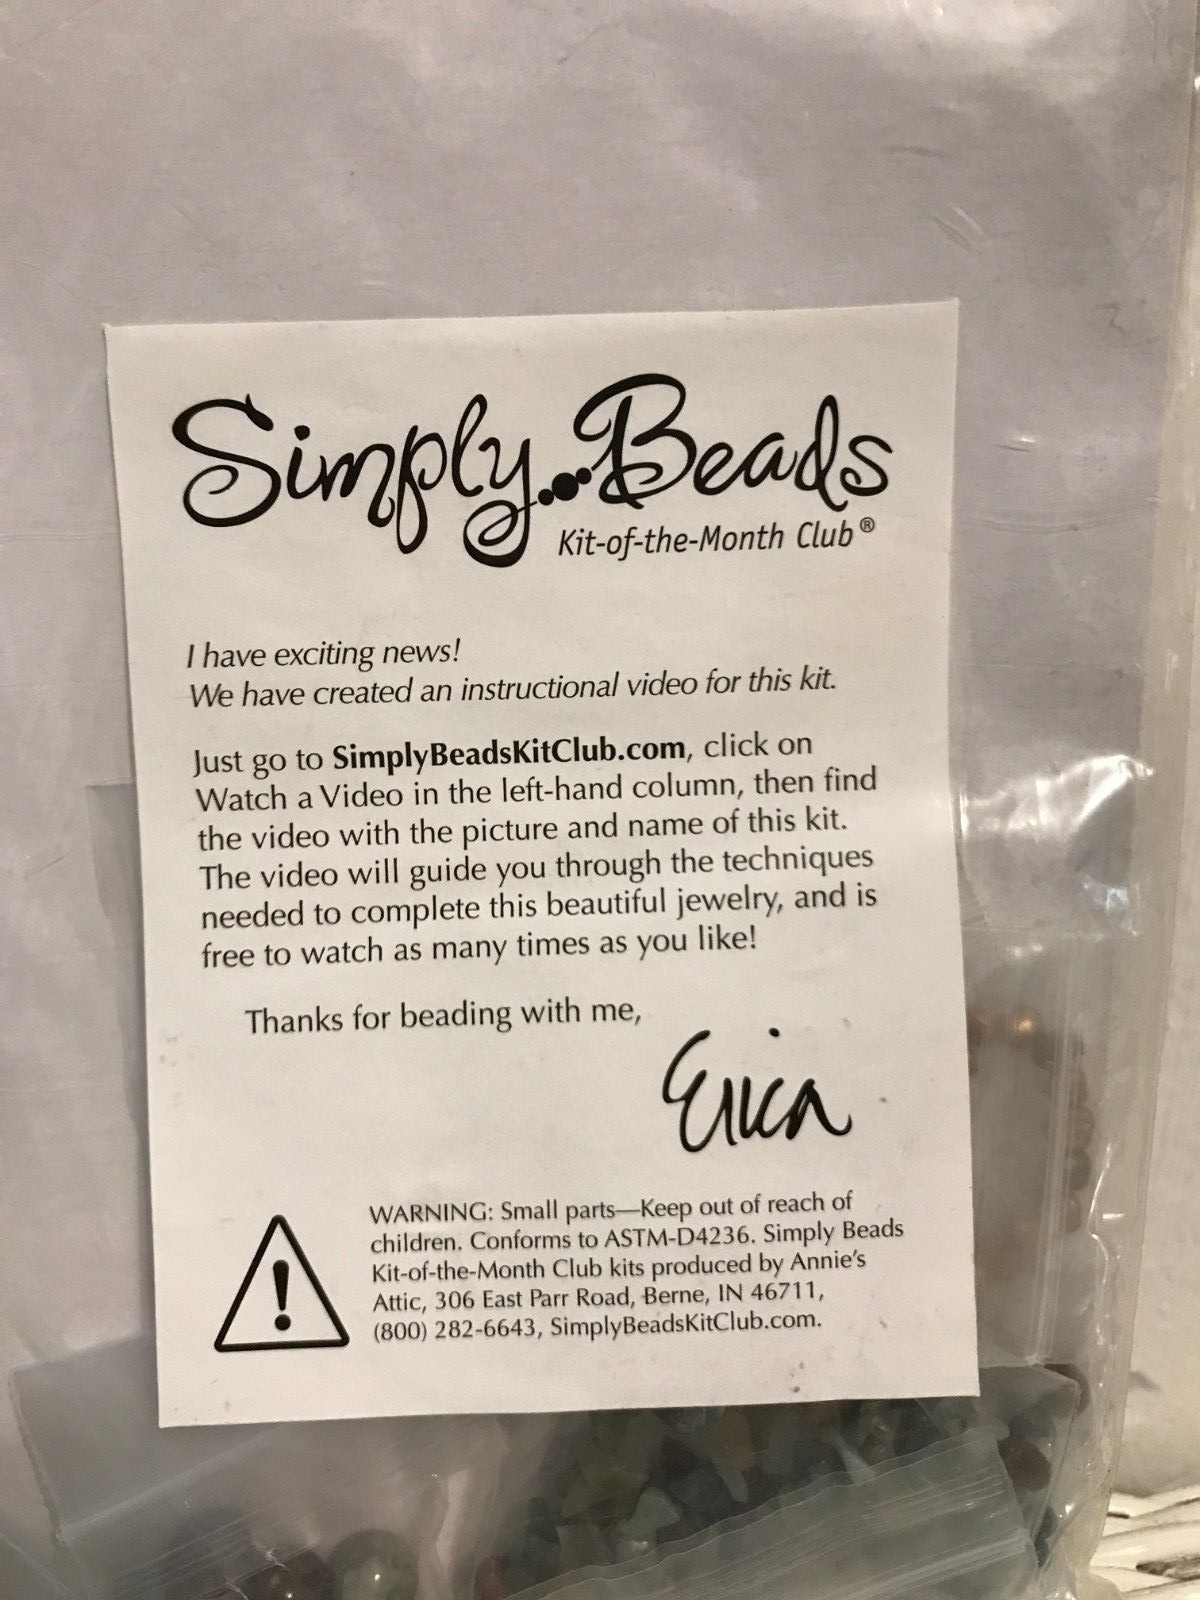 Simply...Beads
Kit-of-the-Month Club®
I have exciting news!
We have created an instructional video for this kit.
Just go to SimplyBeadsKitClub.com, click on
Watch a Video in the left-hand column, then find
the video with the picture and name of this kit.
The video will guide you through the techniques
needed to complete this beautiful jewelry, and is
free to watch as many times as you like!
Thanks for beading with me,
Erica
WARNING: Small parts—Keep out of reach of
children. Conforms to ASTM-D4236. Simply Beads
Kit-of-the-Month Club kits produced by Annie's
Attic, 306 East Parr Road, Berne, IN 46711,
(800) 282-6643, SimplyBeadsKitClub.com.